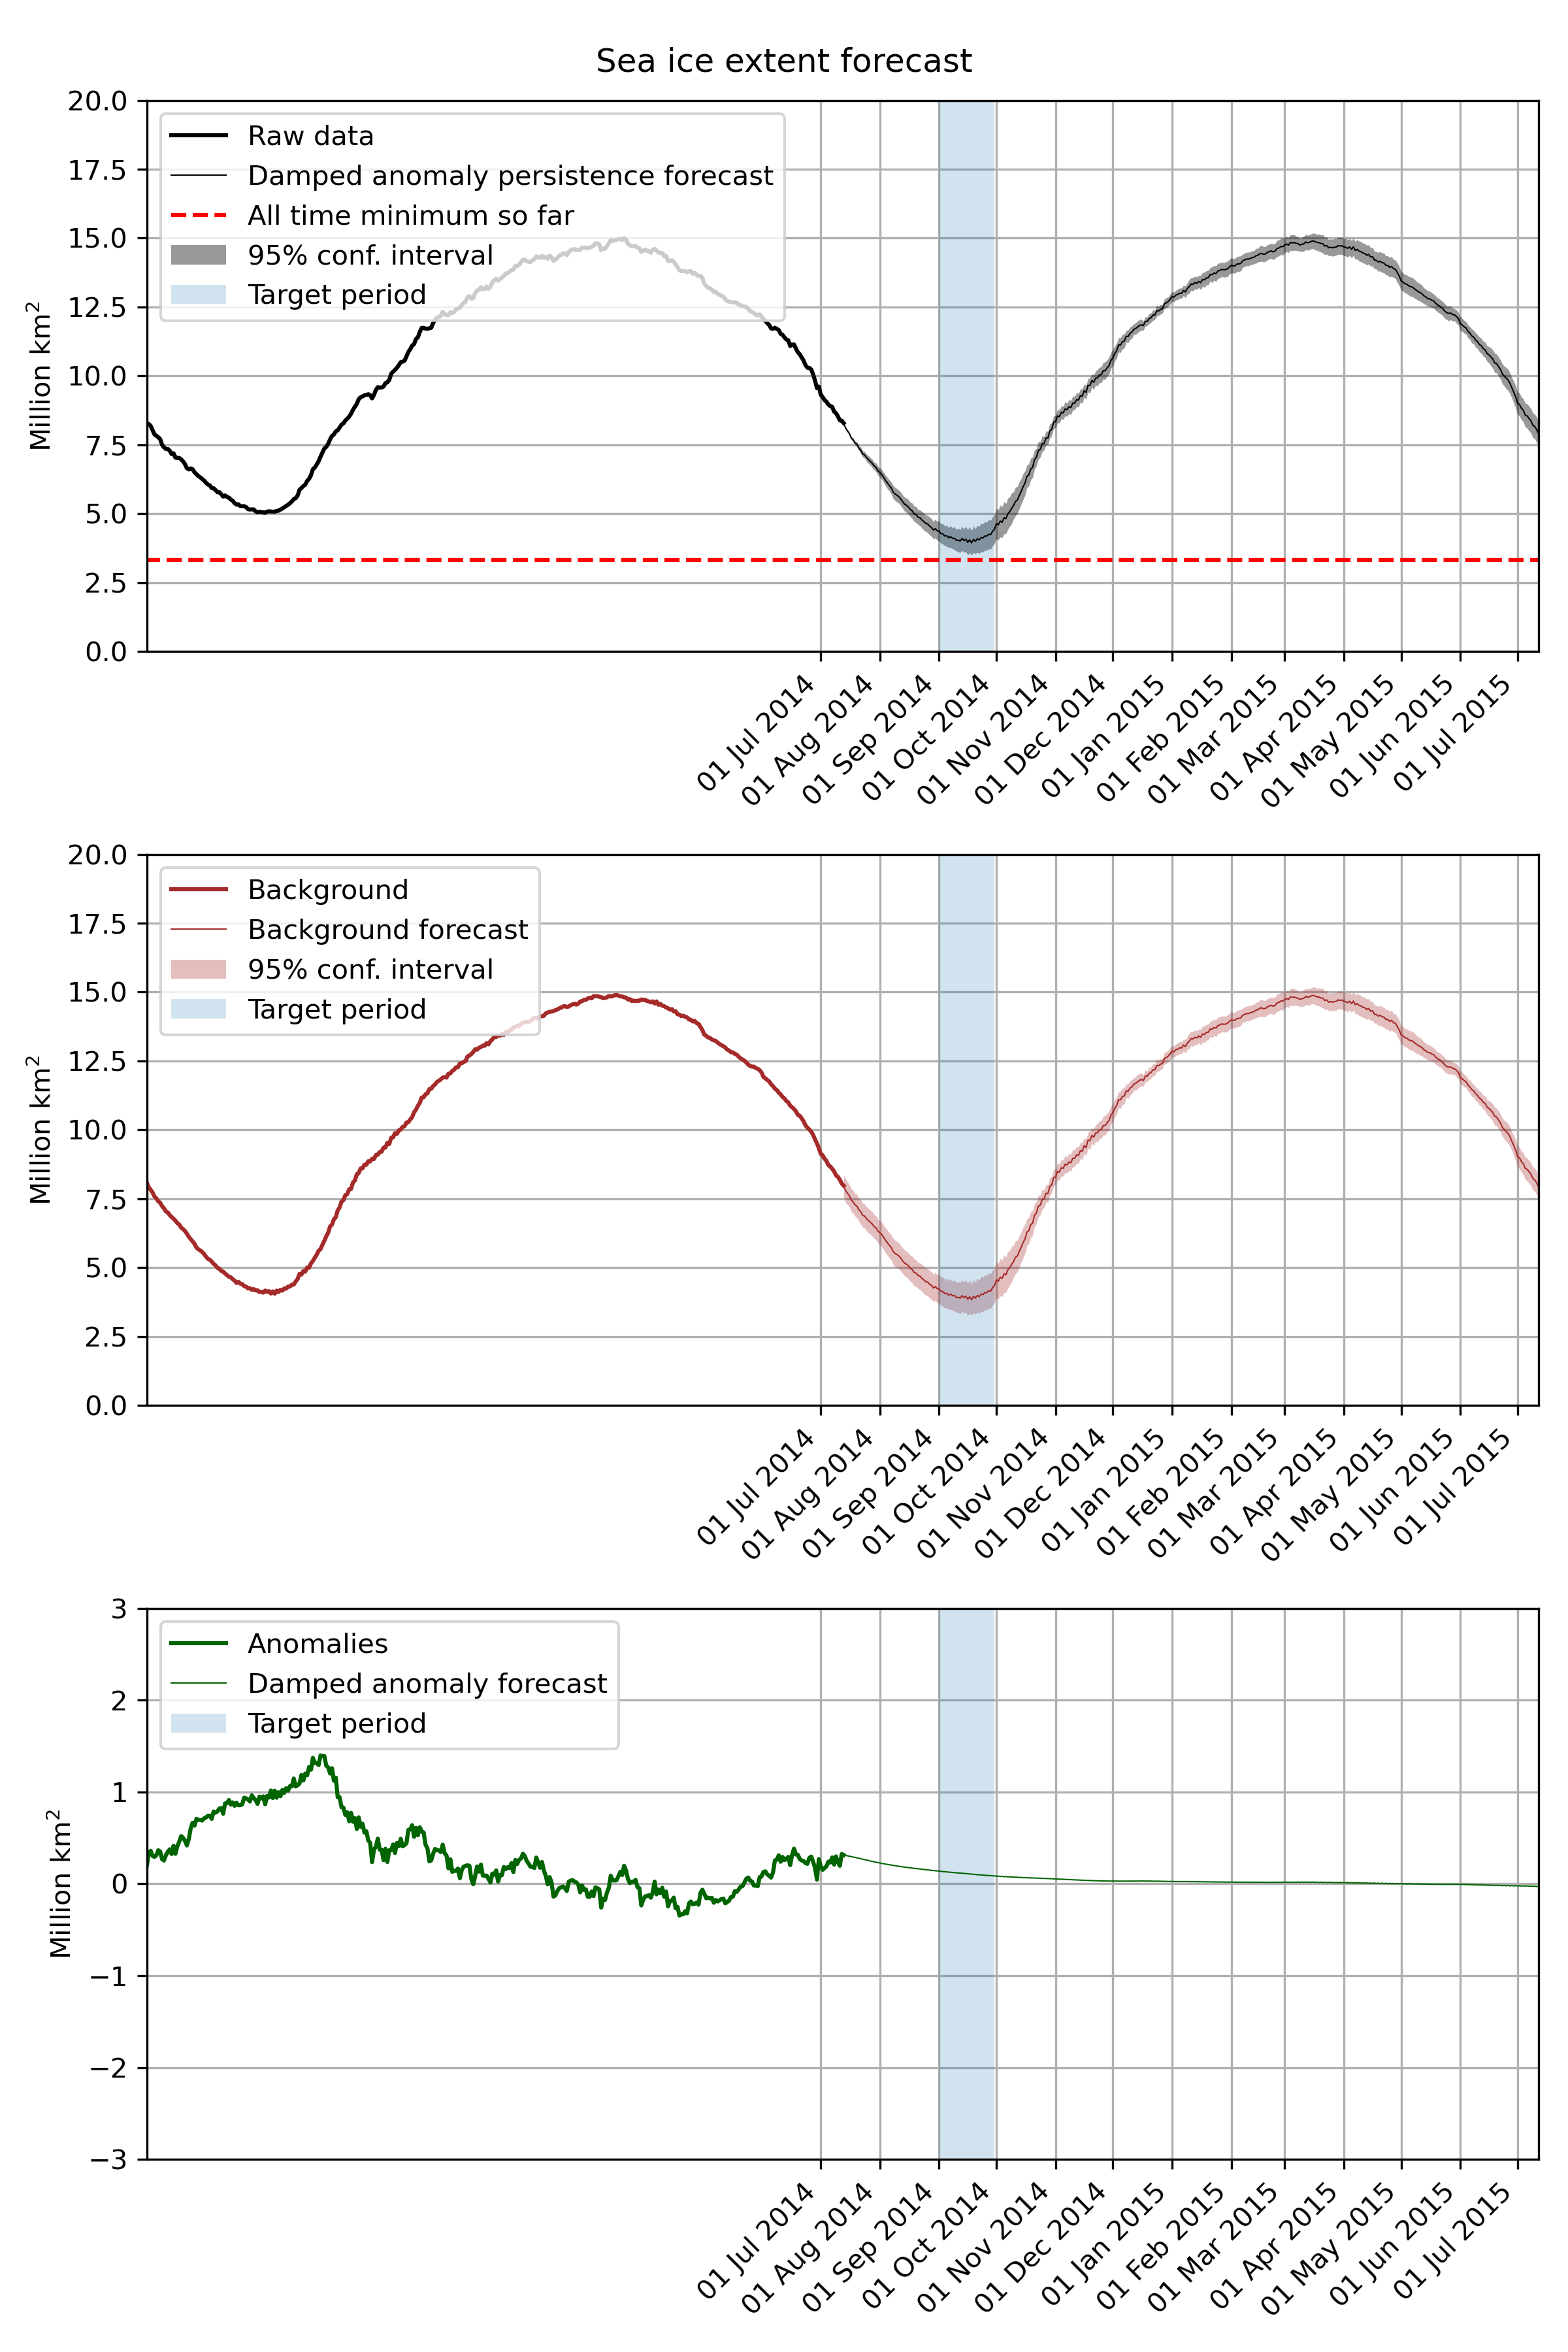 Sea ice extent forecast
20.0
17.5
15.0
12.5
10.0
7.5
5.0
2.5
0.0
Million km²
Raw data
Damped anomaly persistence forecast
All time minimum so far
95% conf. interval
Target period
01 Jul 2014
01 Aug 2014
01 Sep 2014
01 Oct 2014
01 Nov 2014
01 Dec 2014
01 Jan 2015
01 Feb 2015
01 Mar 2015
01 Apr 2015
01 May 2015
01 Jun 2015
01 Jul 2015
20.0
17.5
15.0
12.5
10.0
7.5
5.0
2.5
0.0
Million km²
Background
Background forecast
95% conf. interval
Target period
01 Jul 2014
01 Aug 2014
01 Sep 2014
01 Oct 2014
01 Nov 2014
01 Dec 2014
01 Jan 2015
01 Feb 2015
01 Mar 2015
01 Apr 2015
01 May 2015
01 Jun 2015
01 Jul 2015
3
2
1
0
−1
−2
−3
Million km²
Anomalies
Damped anomaly forecast
Target period
01 Jul 2014
01 Aug 2014
01 Sep 2014
01 Oct 2014
01 Nov 2014
01 Dec 2014
01 Jan 2015
01 Feb 2015
01 Mar 2015
01 Apr 2015
01 May 2015
01 Jun 2015
01 Jul 2015